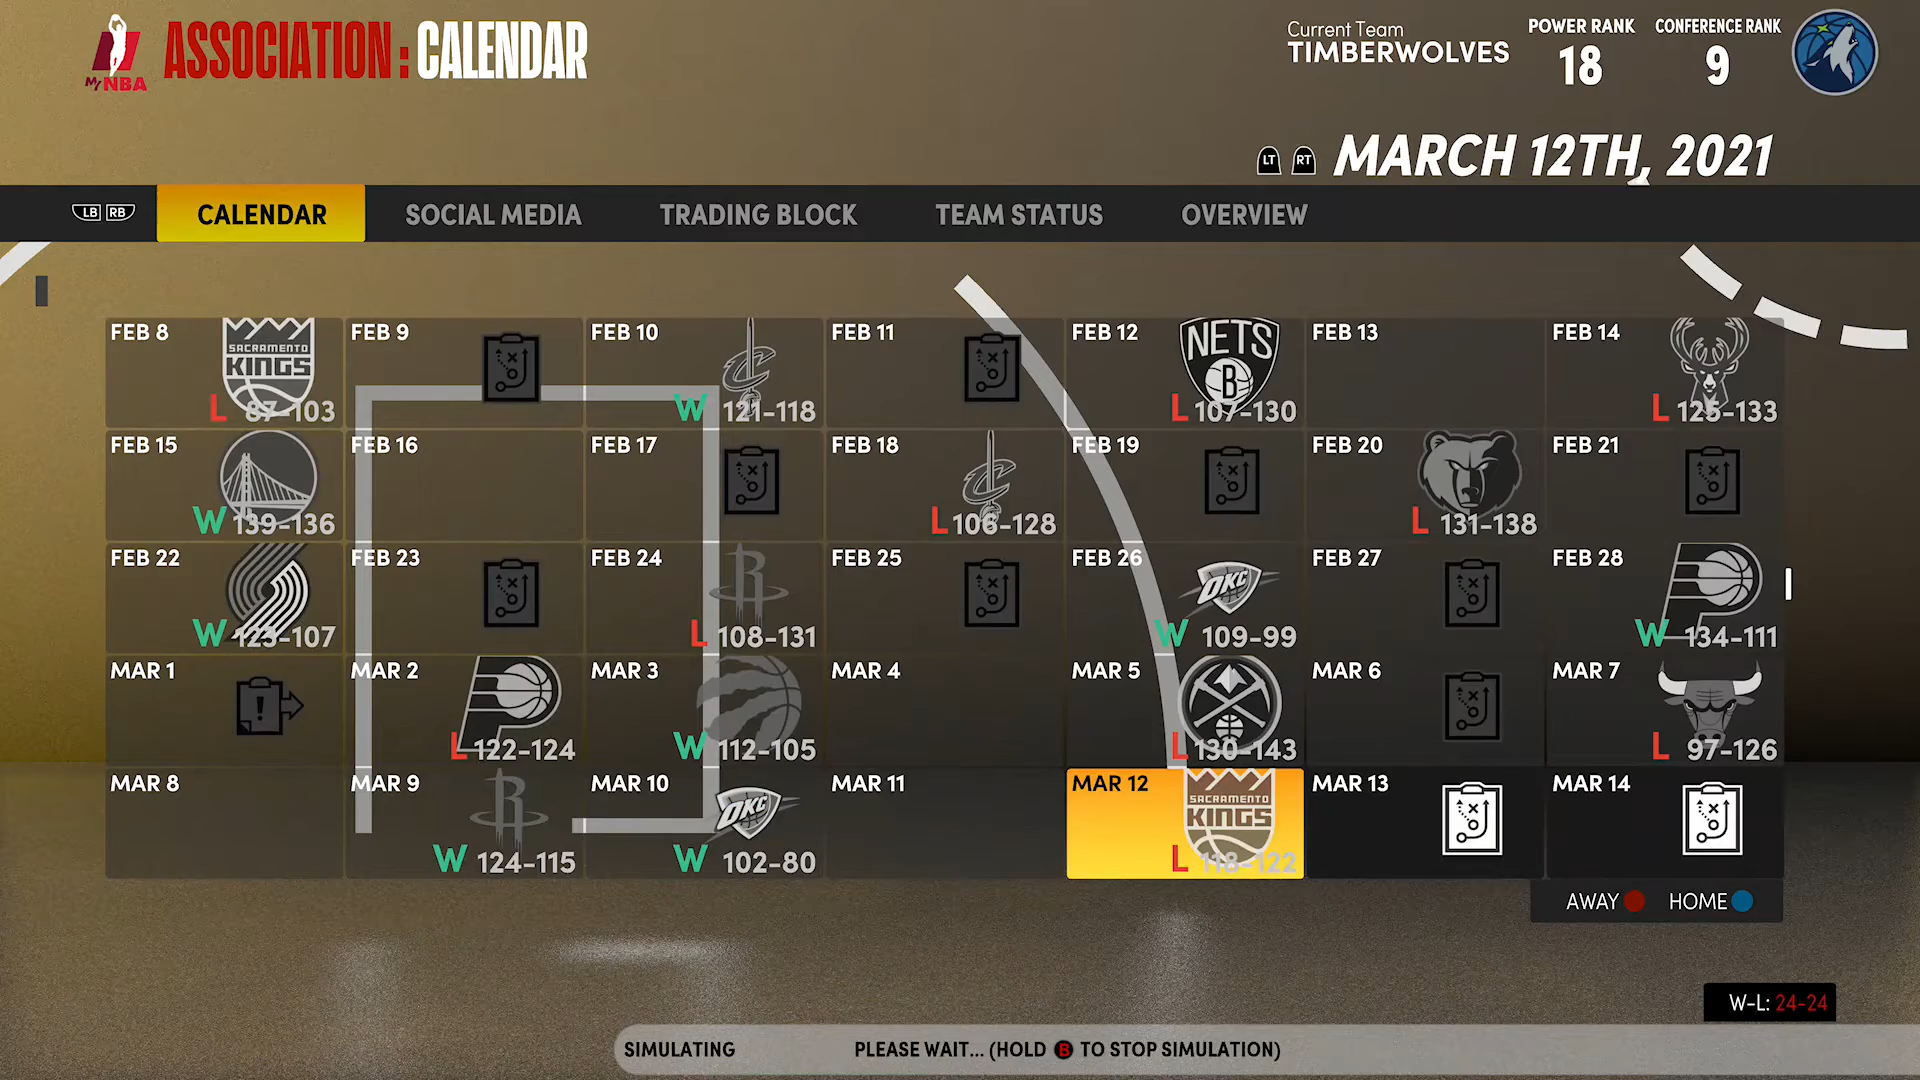 MY NBA
ASSOCIATION: CALENDAR
Current Team
TIMBERWOLVES
POWER RANK
18
CONFERENCE RANK
9
LT RT MARCH 12TH, 2021
LB RB CALENDAR SOCIAL MEDIA TRADING BLOCK TEAM STATUS OVERVIEW
FEB 8 SACRAMENTO KINGS L 87-103
FEB 9
FEB 10 C W 121-118
FEB 11
FEB 12 NETS B L 107-130
FEB 13
FEB 14 L 125-133
FEB 15 W 139-136
FEB 16
FEB 17
FEB 18 C L 106-128
FEB 19
FEB 20 L 131-138
FEB 21
FEB 22 W 123-107
FEB 23
FEB 24 R L 108-131
FEB 25
FEB 26 OKC W 109-99
FEB 27
FEB 28 W 134-111
MAR 1 !
MAR 2 L 122-124
MAR 3 W 112-105
MAR 4
MAR 5 L 130-143
MAR 6
MAR 7 L 97-126
MAR 8
MAR 9 R W 124-115
MAR 10 OKC W 102-80
MAR 11
MAR 12 SACRAMENTO KINGS L 118-122
MAR 13
MAR 14
AWAY HOME
W-L: 24-24
SIMULATING PLEASE WAIT... (HOLD B TO STOP SIMULATION)